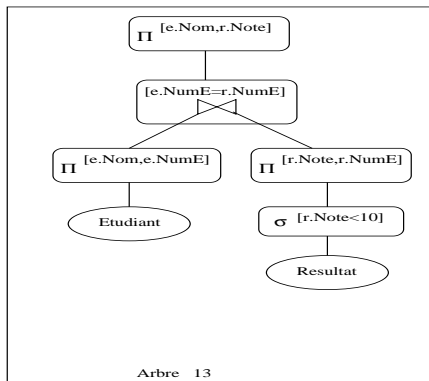 Π [e.Nom,r.Note]
[e.NumE=r.NumE]
Π [e.Nom,e.NumE]
Π [r.Note,r.NumE]
Etudiant
σ [r.Note<10]
Resultat
Arbre 13